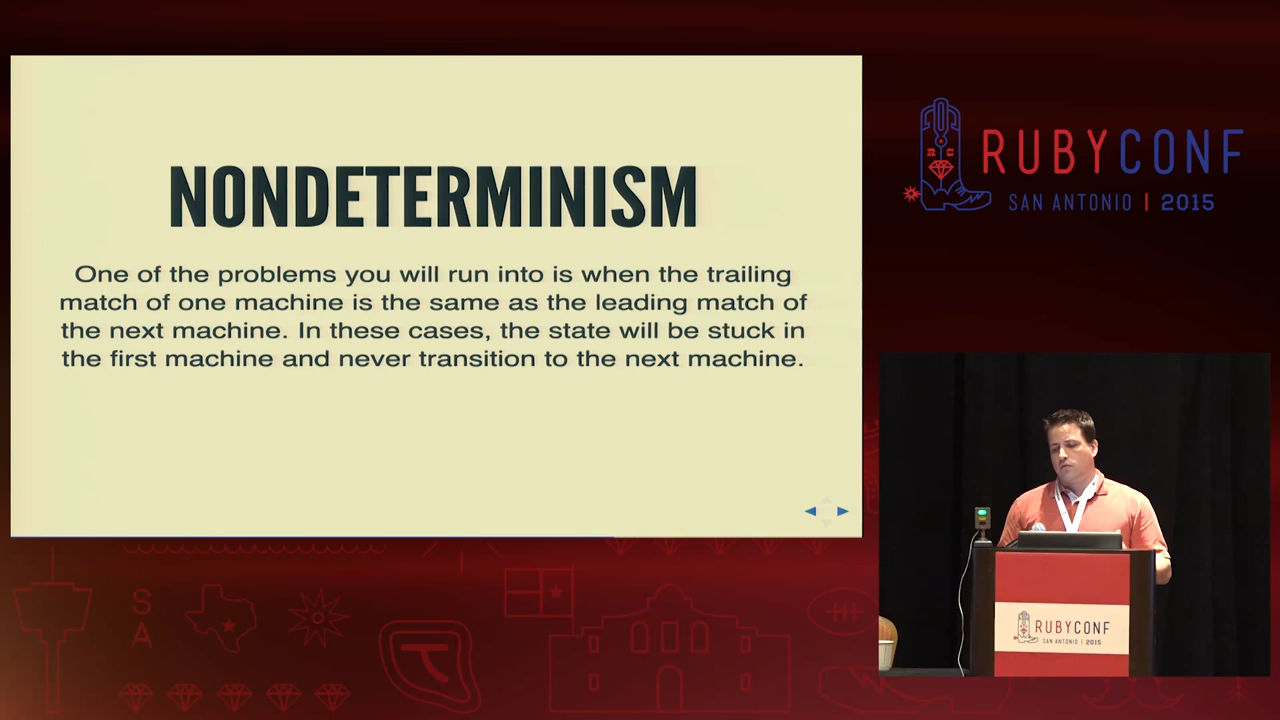 NONDETERMINISM
One of the problems you will run into is when the trailing
match of one machine is the same as the leading match of
the next machine. In these cases, the state will be stuck in
the first machine and never transition to the next machine.
RUBYCONF
SAN ANTONIO | 2015
RUBYCONF
SAN ANTONIO | 2015
S
A